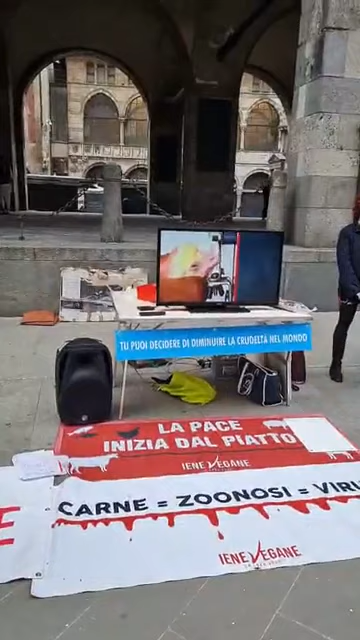 TU PUOI DECIDERE DI DIMINUIRE LA CRUDELTÀ NEL MONDO
LA PACE
INIZIA DAL PIATTO
IENE VEGANE
CARNE = ZOONOSI = VIRU
IENE VEGANE